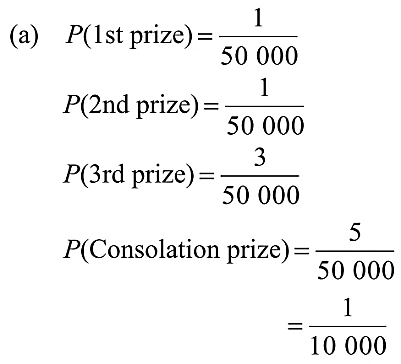 (a) P(1st prize) = 1/50 000
P(2nd prize) = 1/50 000
P(3rd prize) = 3/50 000
P(Consolation prize) = 5/50 000
= 1/10 000